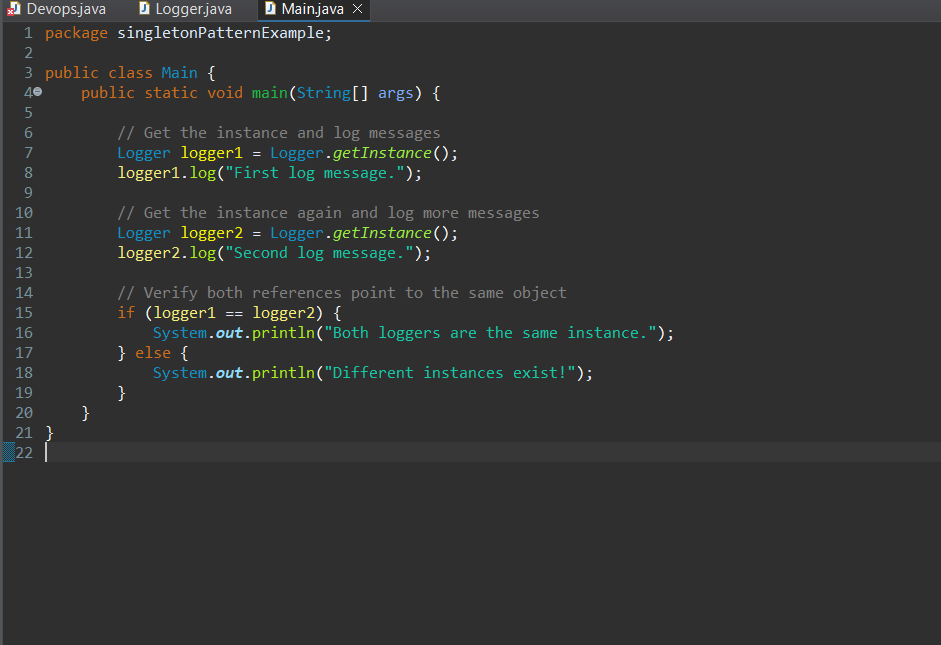 Devops.java Logger.java Main.java
1 package singletonPatternExample;
2
3 public class Main {
4 public static void main(String[] args) {
5
6 // Get the instance and log messages
7 Logger logger1 = Logger.getInstance();
8 logger1.log("First log message.");
9
10 // Get the instance again and log more messages
11 Logger logger2 = Logger.getInstance();
12 logger2.log("Second log message.");
13
14 // Verify both references point to the same object
15 if (logger1 == logger2) {
16 System.out.println("Both loggers are the same instance.");
17 } else {
18 System.out.println("Different instances exist!");
19 }
20 }
21 }
22